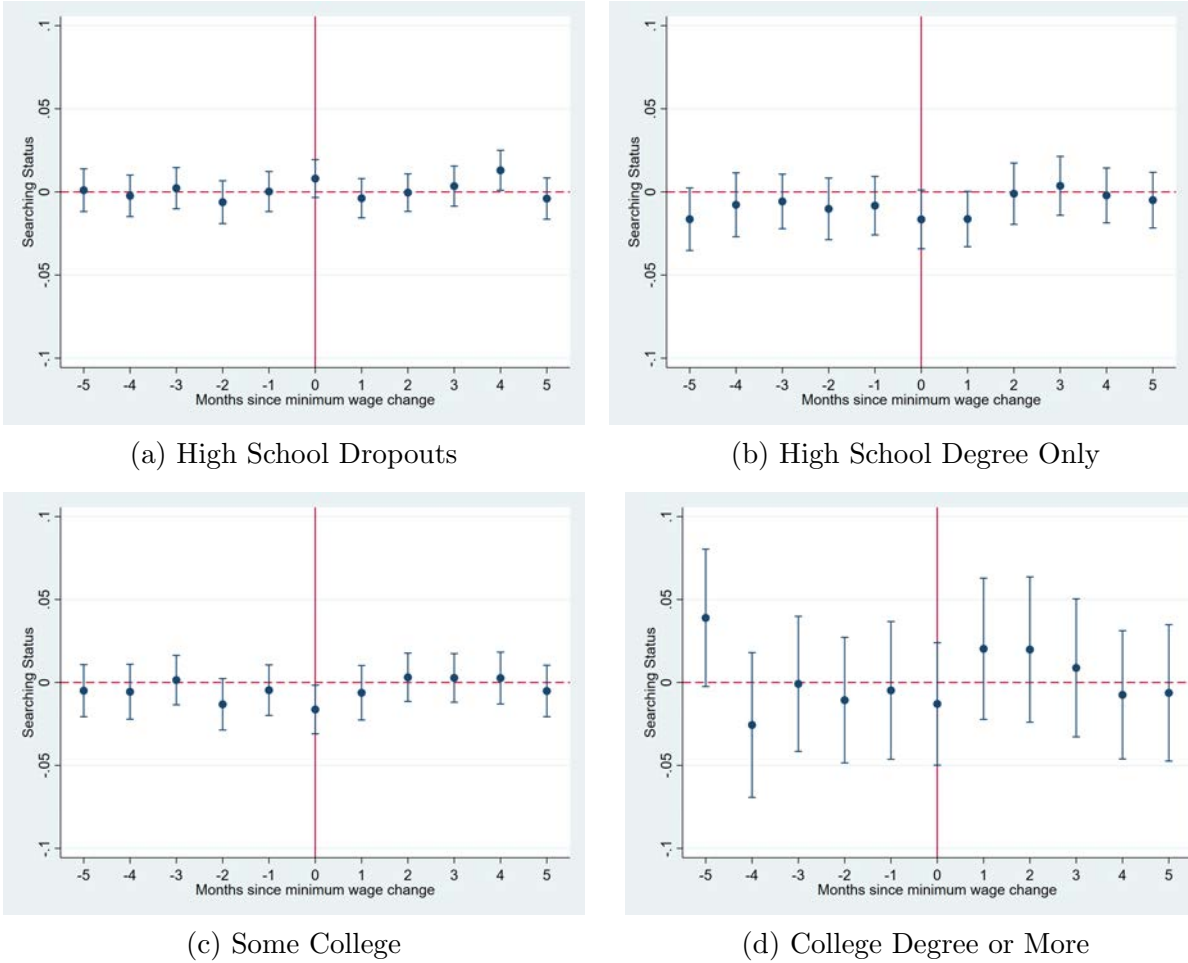 .1
.05
0
-.05
-.1
Searching Status
-5 -4 -3 -2 -1 0 1 2 3 4 5
Months since minimum wage change
(a) High School Dropouts
.1
.05
0
-.05
-.1
Searching Status
-5 -4 -3 -2 -1 0 1 2 3 4 5
Months since minimum wage change
(b) High School Degree Only
.1
.05
0
-.05
-.1
Searching Status
-5 -4 -3 -2 -1 0 1 2 3 4 5
Months since minimum wage change
(c) Some College
.1
.05
0
-.05
-.1
Searching Status
-5 -4 -3 -2 -1 0 1 2 3 4 5
Months since minimum wage change
(d) College Degree or More